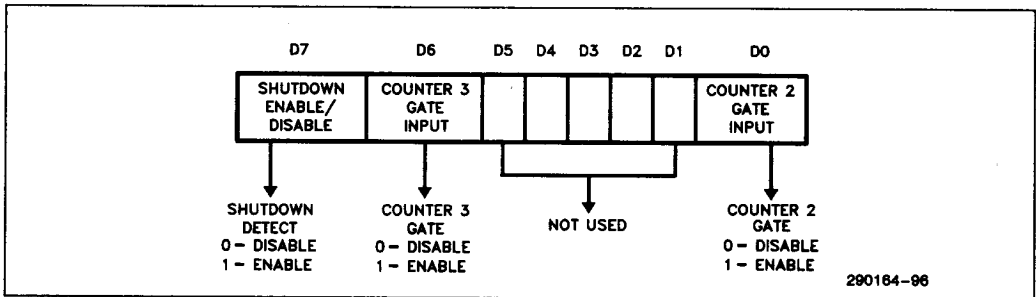 D7 D6 D5 D4 D3 D2 D1 D0
SHUTDOWN
ENABLE/
DISABLE
COUNTER 3
GATE
INPUT
COUNTER 2
GATE
INPUT
SHUTDOWN
DETECT
0 – DISABLE
1 – ENABLE
COUNTER 3
GATE
0 – DISABLE
1 – ENABLE
NOT USED
COUNTER 2
GATE
0 – DISABLE
1 – ENABLE
290164–96